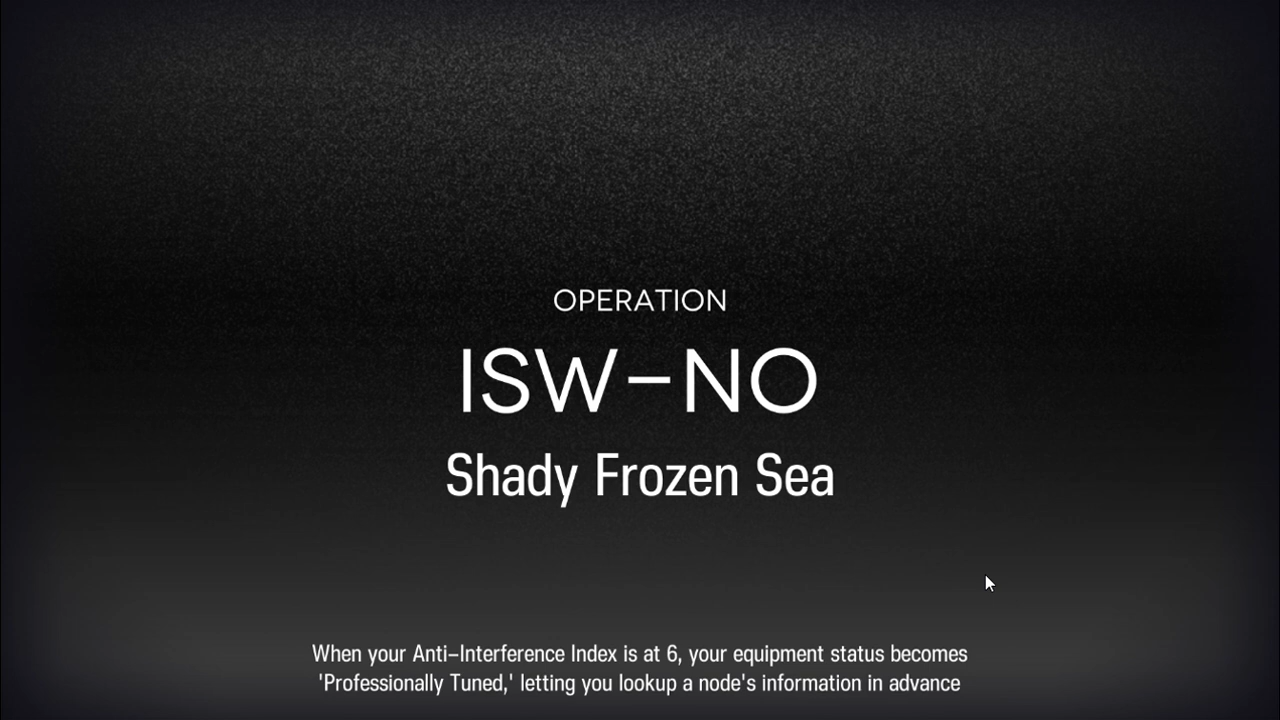 OPERATION
ISW-NO
Shady Frozen Sea
When your Anti-Interference Index is at 6, your equipment status becomes
'Professionally Tuned,' letting you lookup a node's information in advance